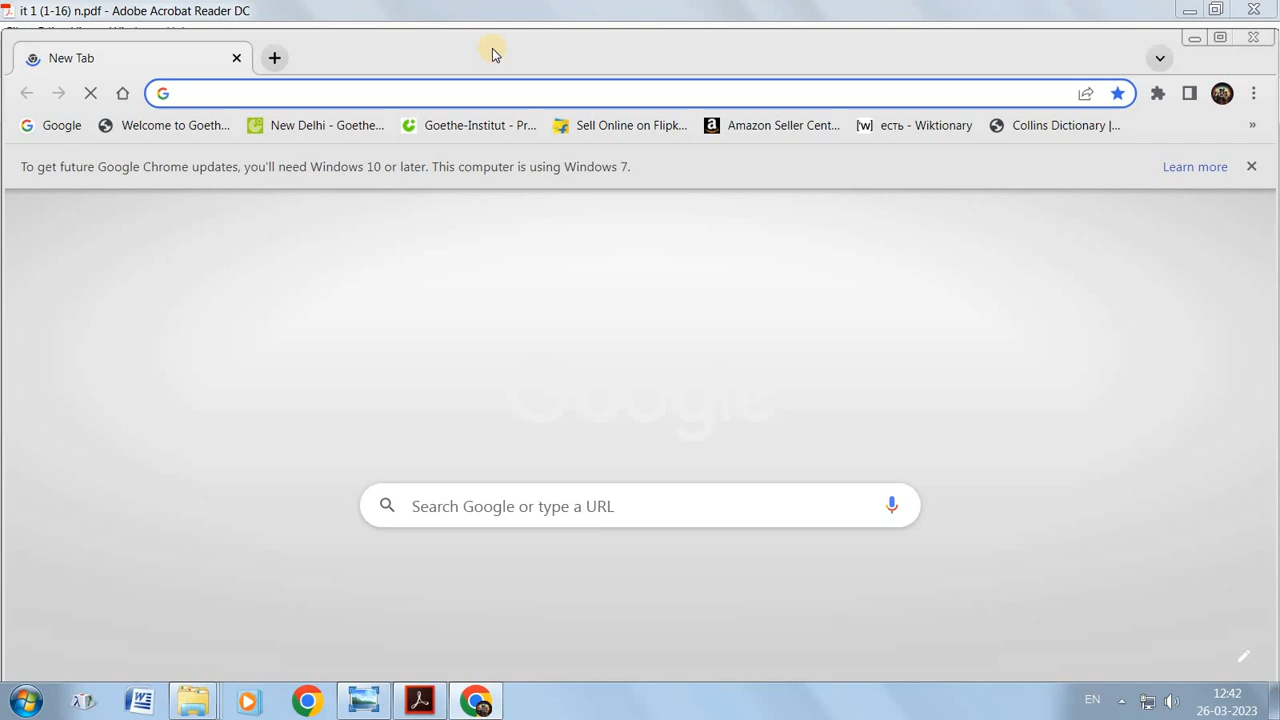 it 1 (1-16) n.pdf - Adobe Acrobat Reader DC
New Tab
Google Welcome to Goeth... New Delhi - Goethe... Goethe-Institut - Pr... Sell Online on Flipk... Amazon Seller Cent... [w] есть - Wiktionary Collins Dictionary |... »
To get future Google Chrome updates, you'll need Windows 10 or later. This computer is using Windows 7. Learn more
Google
Search Google or type a URL
EN 12:42
26-03-2023